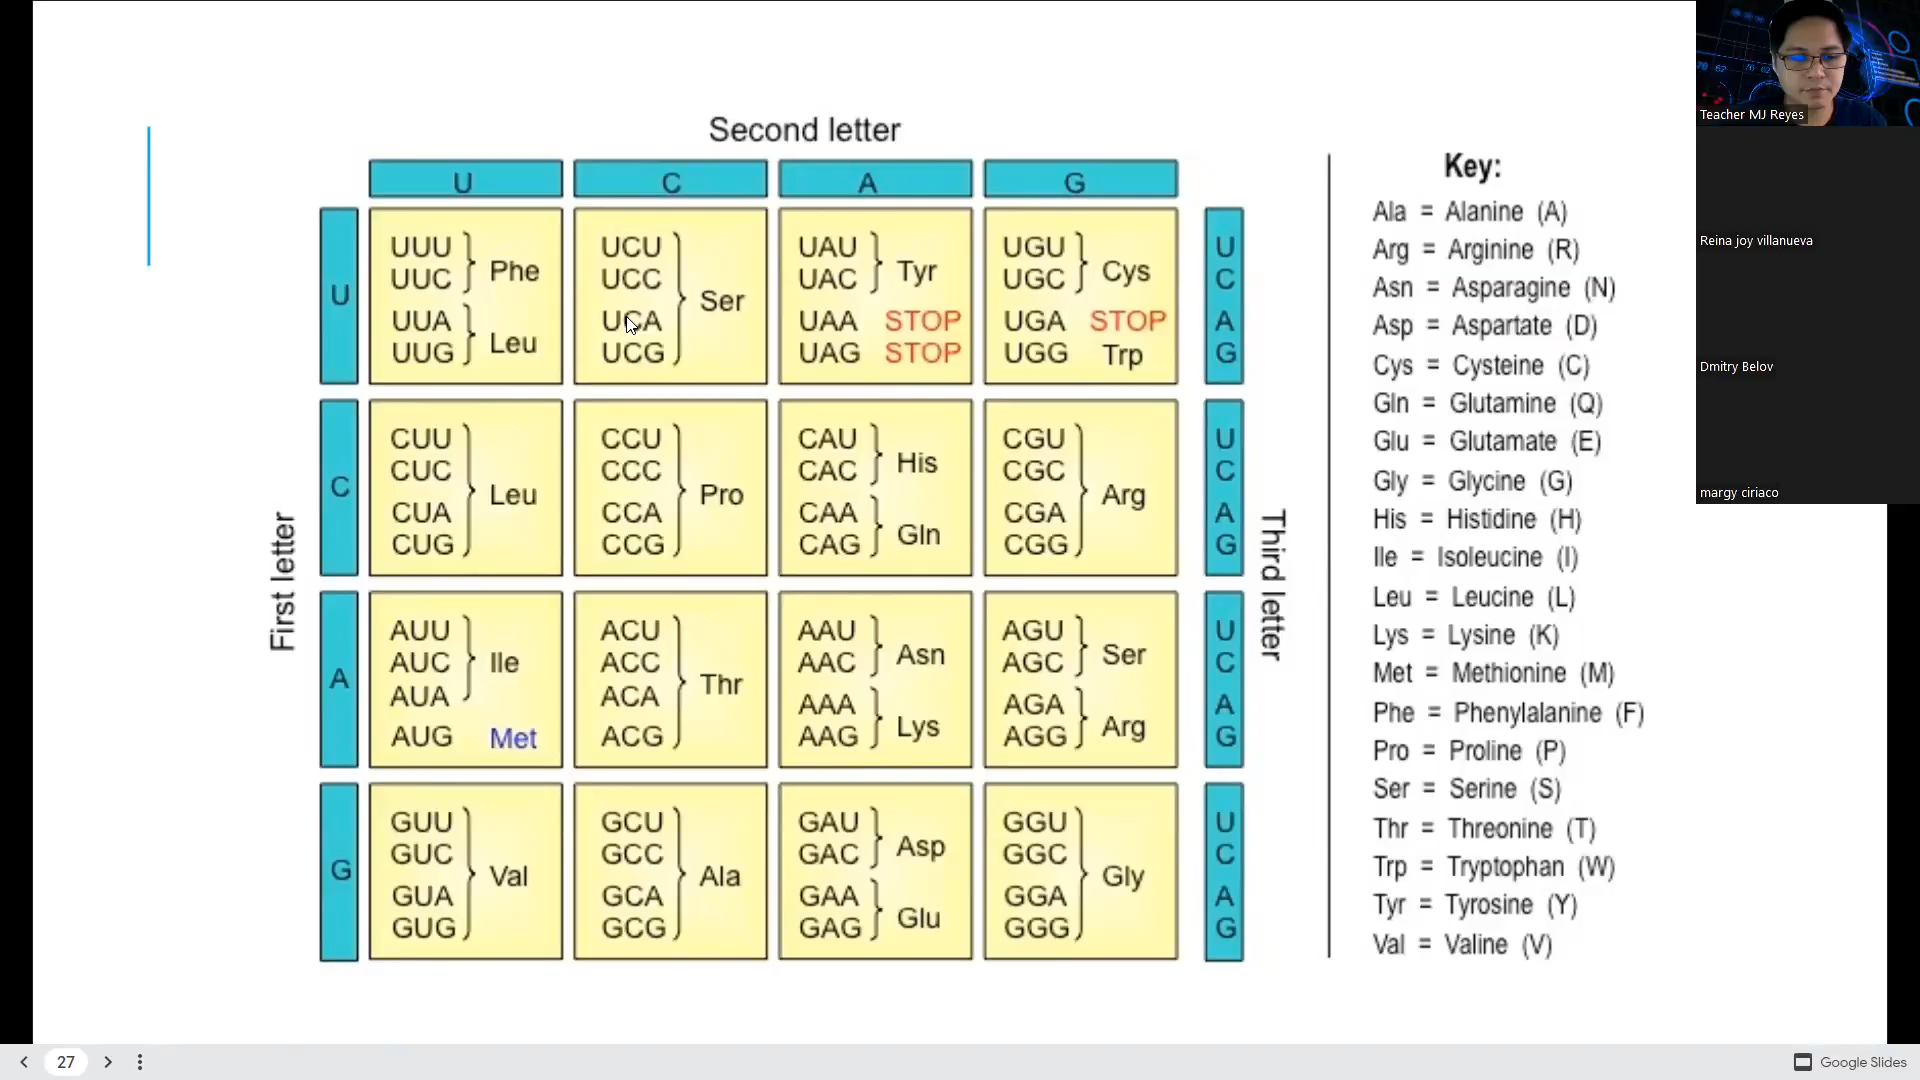 Second letter
U C A G
First letter
U
UUU
UUC
Phe
UUA
UUG
Leu
UCU
UCC
UCA
UCG
Ser
UAU
UAC
Tyr
UAA STOP
UAG STOP
UGU
UGC
Cys
UGA STOP
UGG Trp
U
C
A
G
C
CUU
CUC
CUA
CUG
Leu
CCU
CCC
CCA
CCG
Pro
CAU
CAC
His
CAA
CAG
Gln
CGU
CGC
CGA
CGG
Arg
U
C
A
G
A
AUU
AUC
AUA
Ile
AUG Met
ACU
ACC
ACA
ACG
Thr
AAU
AAC
Asn
AAA
AAG
Lys
AGU
AGC
Ser
AGA
AGG
Arg
U
C
A
G
G
GUU
GUC
GUA
GUG
Val
GCU
GCC
GCA
GCG
Ala
GAU
GAC
Asp
GAA
GAG
Glu
GGU
GGC
GGA
GGG
Gly
U
C
A
G
Third letter
Key:
Ala = Alanine (A)
Arg = Arginine (R)
Asn = Asparagine (N)
Asp = Aspartate (D)
Cys = Cysteine (C)
Gln = Glutamine (Q)
Glu = Glutamate (E)
Gly = Glycine (G)
His = Histidine (H)
Ile = Isoleucine (I)
Leu = Leucine (L)
Lys = Lysine (K)
Met = Methionine (M)
Phe = Phenylalanine (F)
Pro = Proline (P)
Ser = Serine (S)
Thr = Threonine (T)
Trp = Tryptophan (W)
Tyr = Tyrosine (Y)
Val = Valine (V)
Teacher MJ Reyes
Reina joy villanueva
Dmitry Belov
margy ciriaco
27
Google Slides